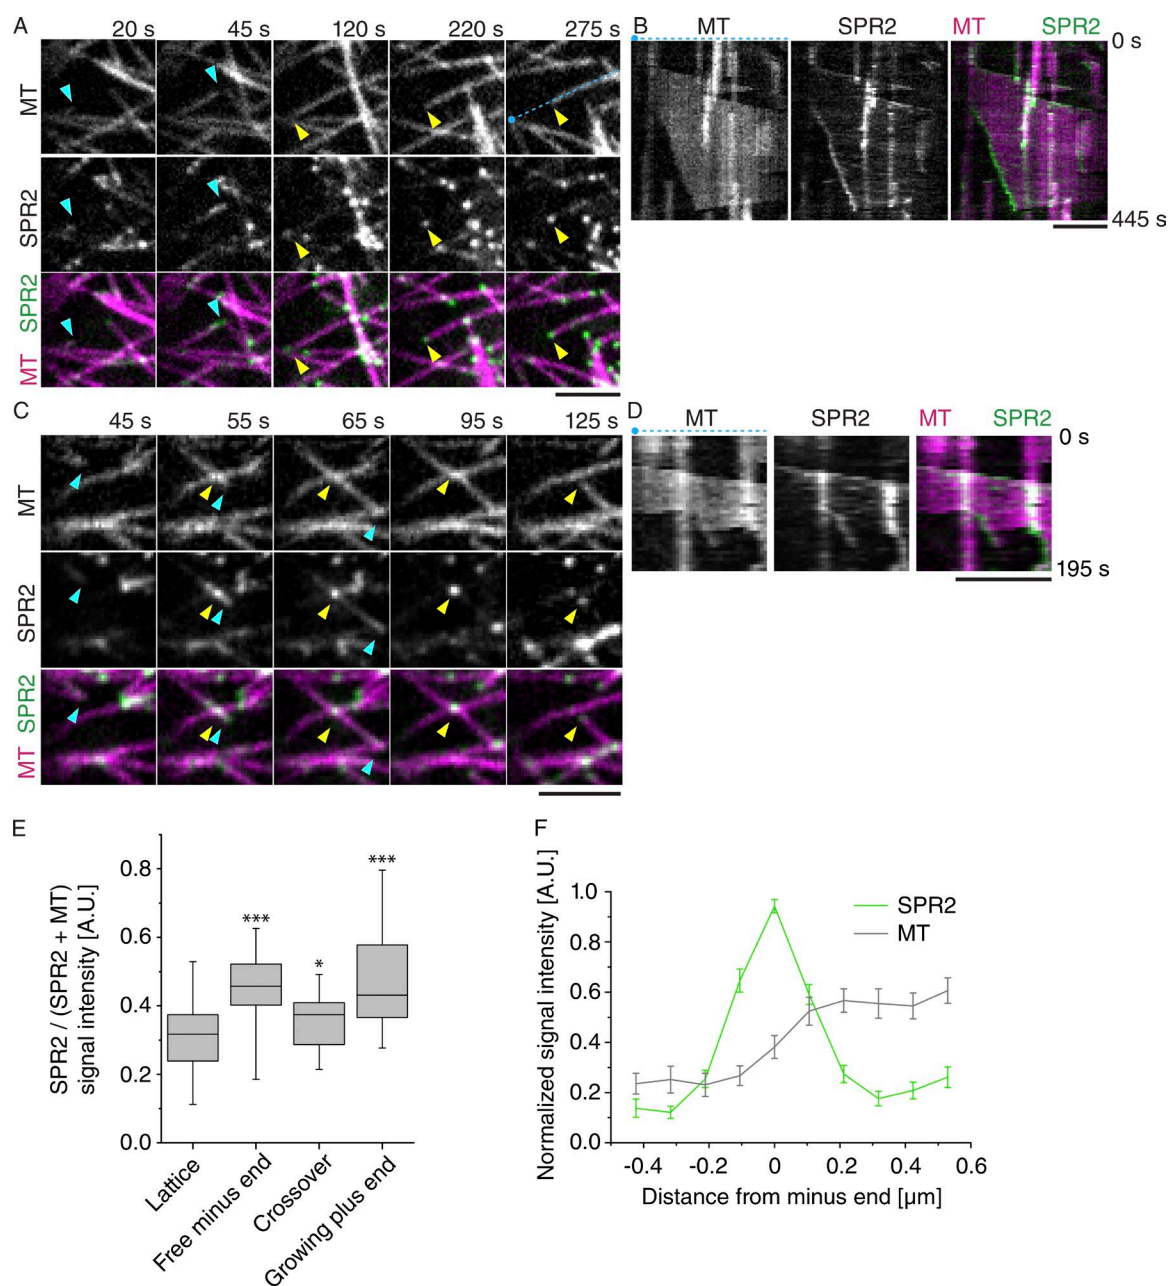 A
20 s 45 s 120 s 220 s 275 s
MT
SPR2
MT SPR2
B
MT SPR2 MT SPR2
0 s
445 s
C
45 s 55 s 65 s 95 s 125 s
MT
SPR2
MT SPR2
D
MT SPR2 MT SPR2
0 s
195 s
E
SPR2 / (SPR2 + MT)
signal intensity [A.U.]
0.8
0.6
0.4
0.2
0.0
***
*
***
Lattice
Free minus end
Crossover
Growing plus end
F
Normalized signal intensity [A.U.]
1.0
0.8
0.6
0.4
0.2
0.0
SPR2
MT
-0.4 -0.2 0 0.2 0.4 0.6
Distance from minus end [µm]